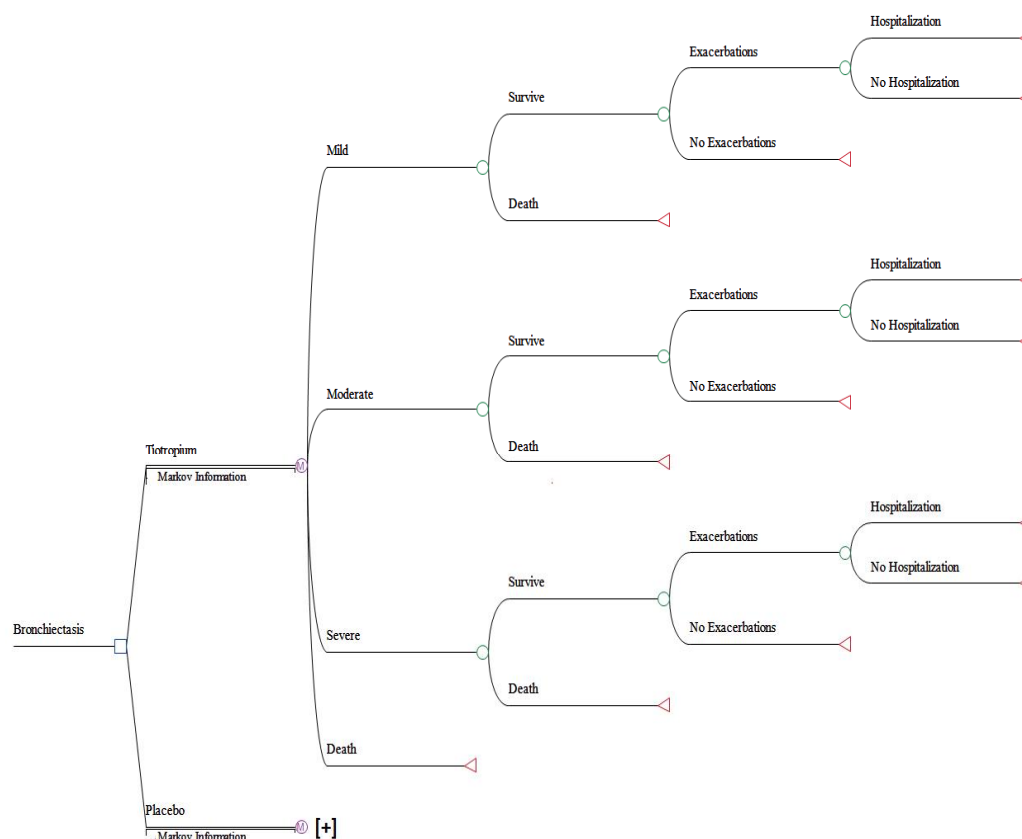 Hospitalization
Exacerbations
No Hospitalization
Survive
Mild
No Exacerbations
Death
Hospitalization
Exacerbations
No Hospitalization
Survive
Moderate
No Exacerbations
Death
Tiotropium
M
Markov Information
Hospitalization
Exacerbations
No Hospitalization
Survive
Severe
No Exacerbations
Death
Bronchiectasis
Death
Placebo
M [+]
Markov Information